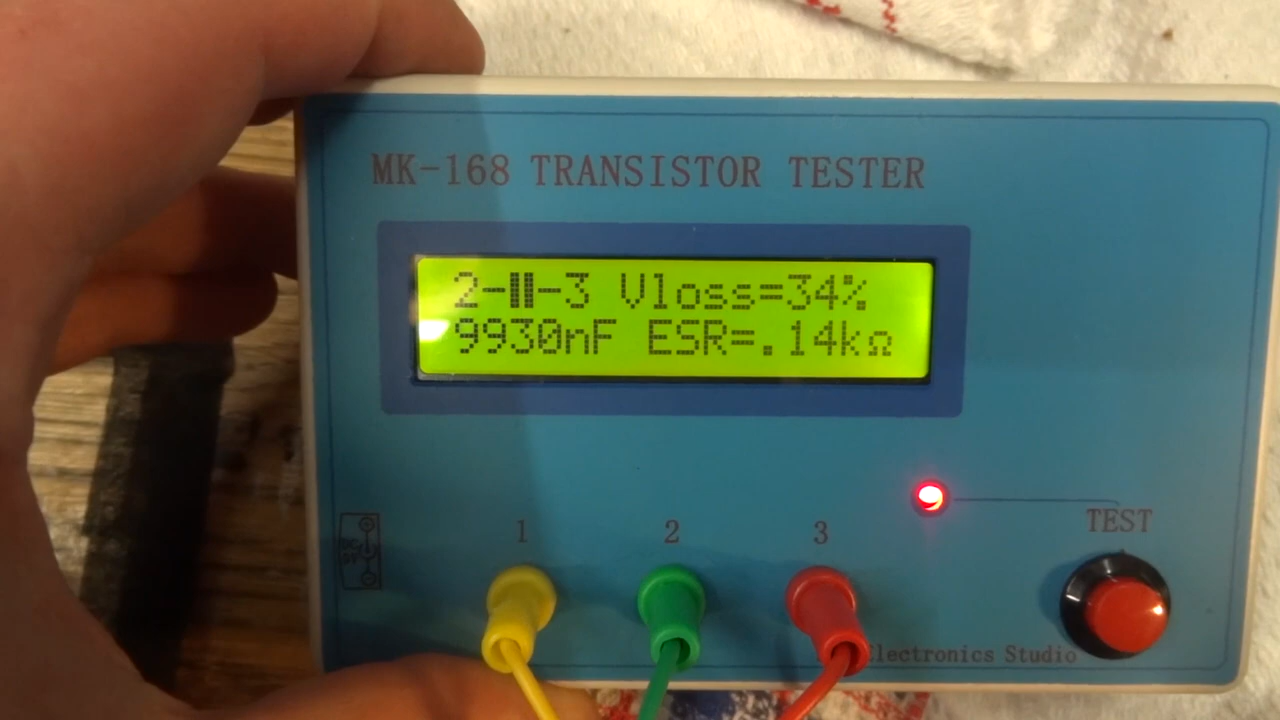 MK-168 TRANSISTOR TESTER
2-||-3 Vloss=34%
9930nF ESR=.14kΩ
1 2 3
TEST
Electronics Studio